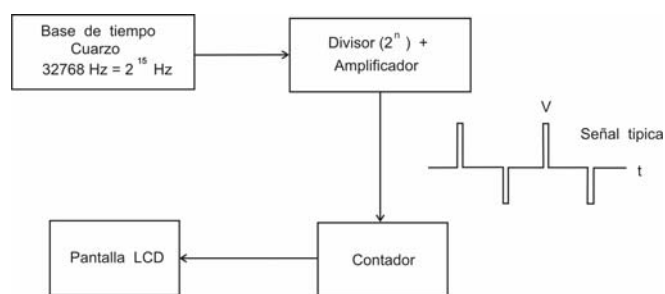 Base de tiempo
Cuarzo
32768 Hz = 2^15 Hz
Divisor (2^n) +
Amplificador
V
Señal tipica
t
Pantalla LCD
Contador